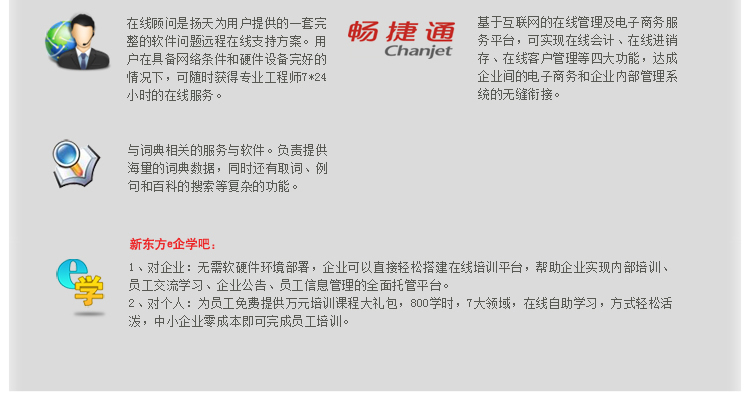 在线顾问是扬天为用户提供的一套完
整的软件问题远程在线支持方案。用
户在具备网络条件和硬件设备完好的
情况下，可随时获得专业工程师7*24
小时的在线服务。
畅捷通
Chanjet
基于互联网的在线管理及电子商务服
务平台，可实现在线会计、在线进销
存、在线客户管理等四大功能，达成
企业间的电子商务和企业内部管理系
统的无缝衔接。
与词典相关的服务与软件。负责提供
海量的词典数据，同时还有取词、例
句和百科的搜索等复杂的功能。
新东方e企学吧：
e学
1、对企业：无需软硬件环境部署，企业可以直接轻松搭建在线培训平台，帮助企业实现内部培训、
员工交流学习、企业公告、员工信息管理的全面托管平台。
2、对个人：为员工免费提供万元培训课程大礼包，800学时，7大领域，在线自助学习，方式轻松活
泼，中小企业零成本即可完成员工培训。